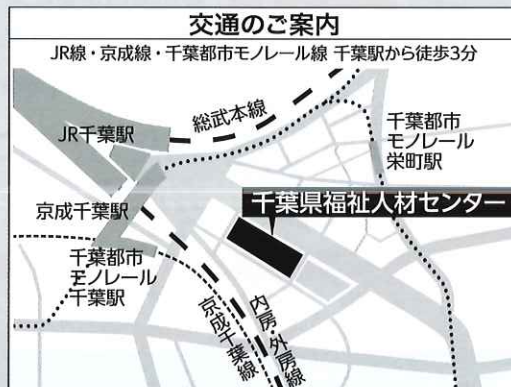 交通のご案内
JR線・京成線・千葉都市モノレール線 千葉駅から徒歩3分
総武本線
JR千葉駅
千葉都市
モノレール
栄町駅
京成千葉駅
千葉県福祉人材センター
千葉都市
モノレール
千葉駅
京成千葉線
内房・外房線